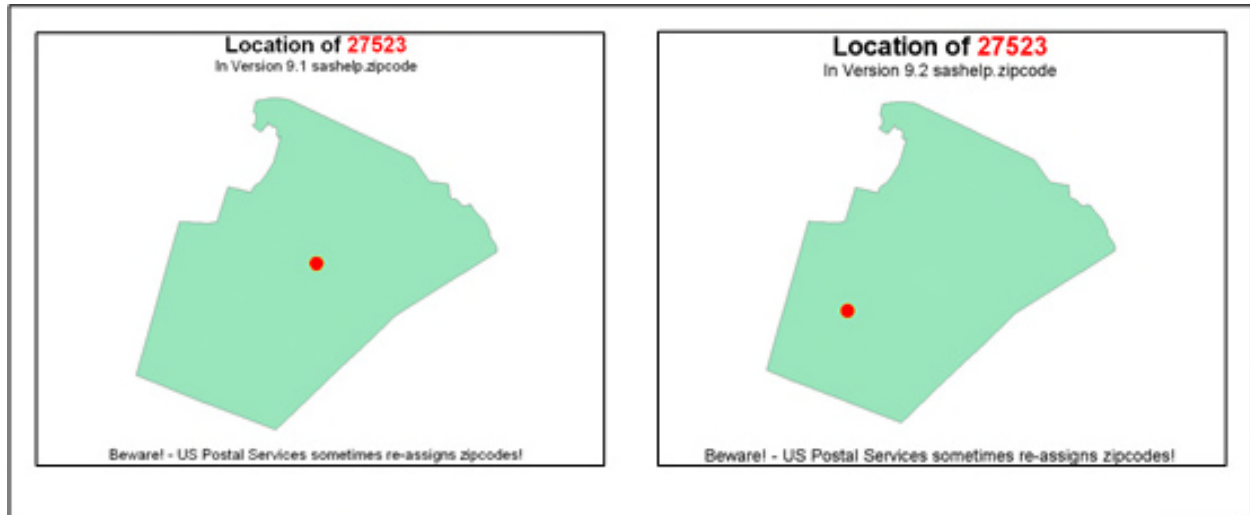 Location of 27523
In Version 9.1 sashelp.zipcode
Beware! - US Postal Services sometimes re-assigns zipcodes!
Location of 27523
In Version 9.2 sashelp.zipcode
Beware! - US Postal Services sometimes re-assigns zipcodes!